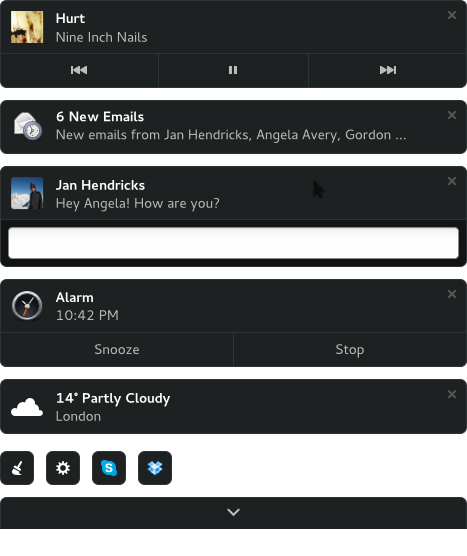 Hurt
Nine Inch Nails
6 New Emails
New emails from Jan Hendricks, Angela Avery, Gordon ...
Jan Hendricks
Hey Angela! How are you?
Alarm
10:42 PM
Snooze
Stop
14° Partly Cloudy
London